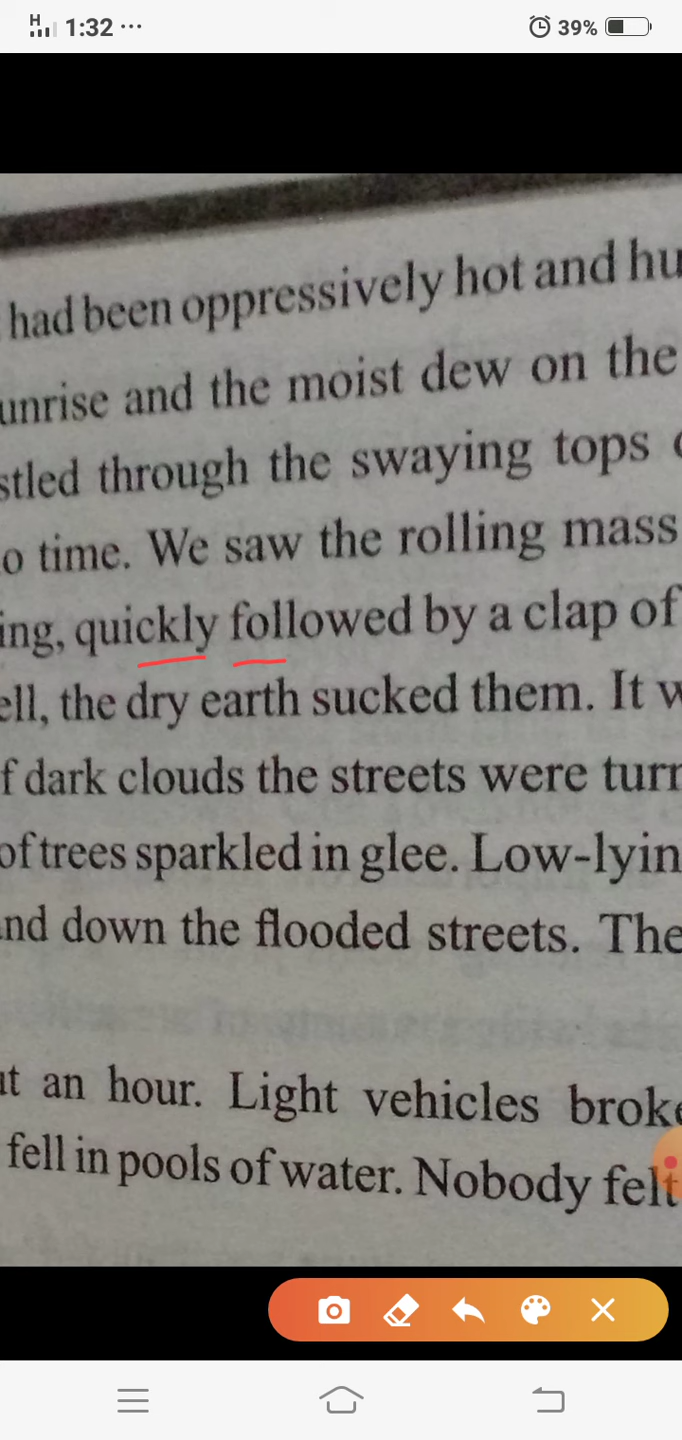 H 1:32 ... 39%
had been oppressively hot and hu
unrise and the moist dew on the
stled through the swaying tops
o time. We saw the rolling mass
ing, quickly followed by a clap of
ell, the dry earth sucked them. It w
f dark clouds the streets were turr
of trees sparkled in glee. Low-lyin
nd down the flooded streets. The
ut an hour. Light vehicles broke
fell in pools of water. Nobody felt